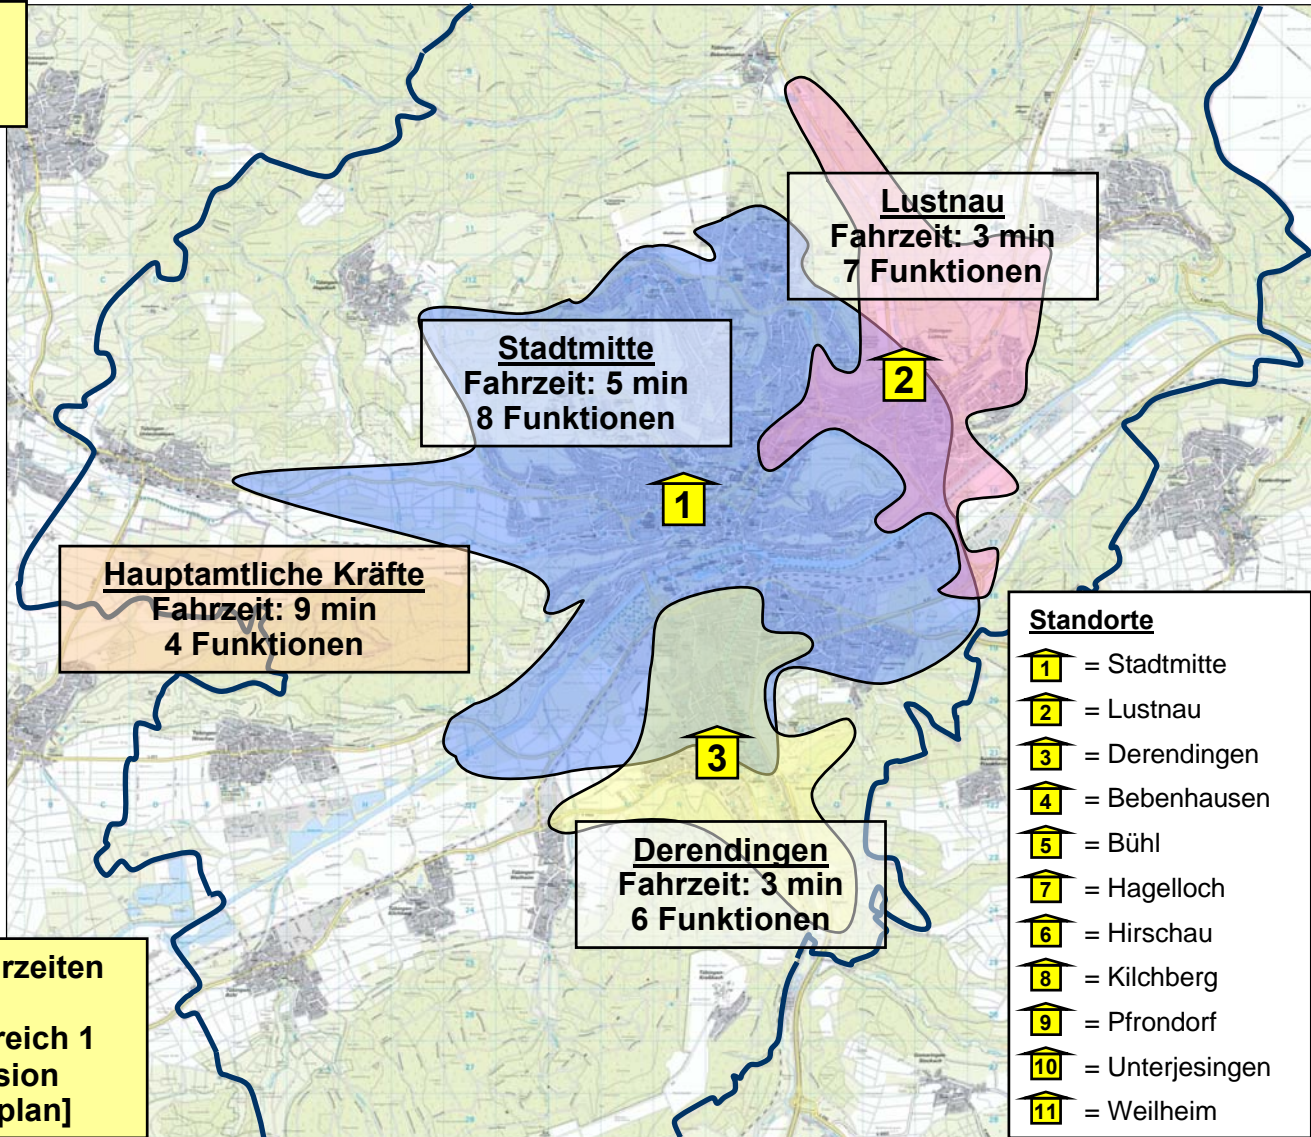 Lustnau
Fahrzeit: 3 min
7 Funktionen
Stadtmitte
Fahrzeit: 5 min
8 Funktionen
2
1
Hauptamtliche Kräfte
Fahrzeit: 9 min
4 Funktionen
3
Derendingen
Fahrzeit: 3 min
6 Funktionen
rzeiten
reich 1
sion
plan]
Standorte
1 = Stadtmitte
2 = Lustnau
3 = Derendingen
4 = Bebenhausen
5 = Bühl
7 = Hagelloch
6 = Hirschau
8 = Kilchberg
9 = Pfrondorf
10 = Unterjesingen
11 = Weilheim